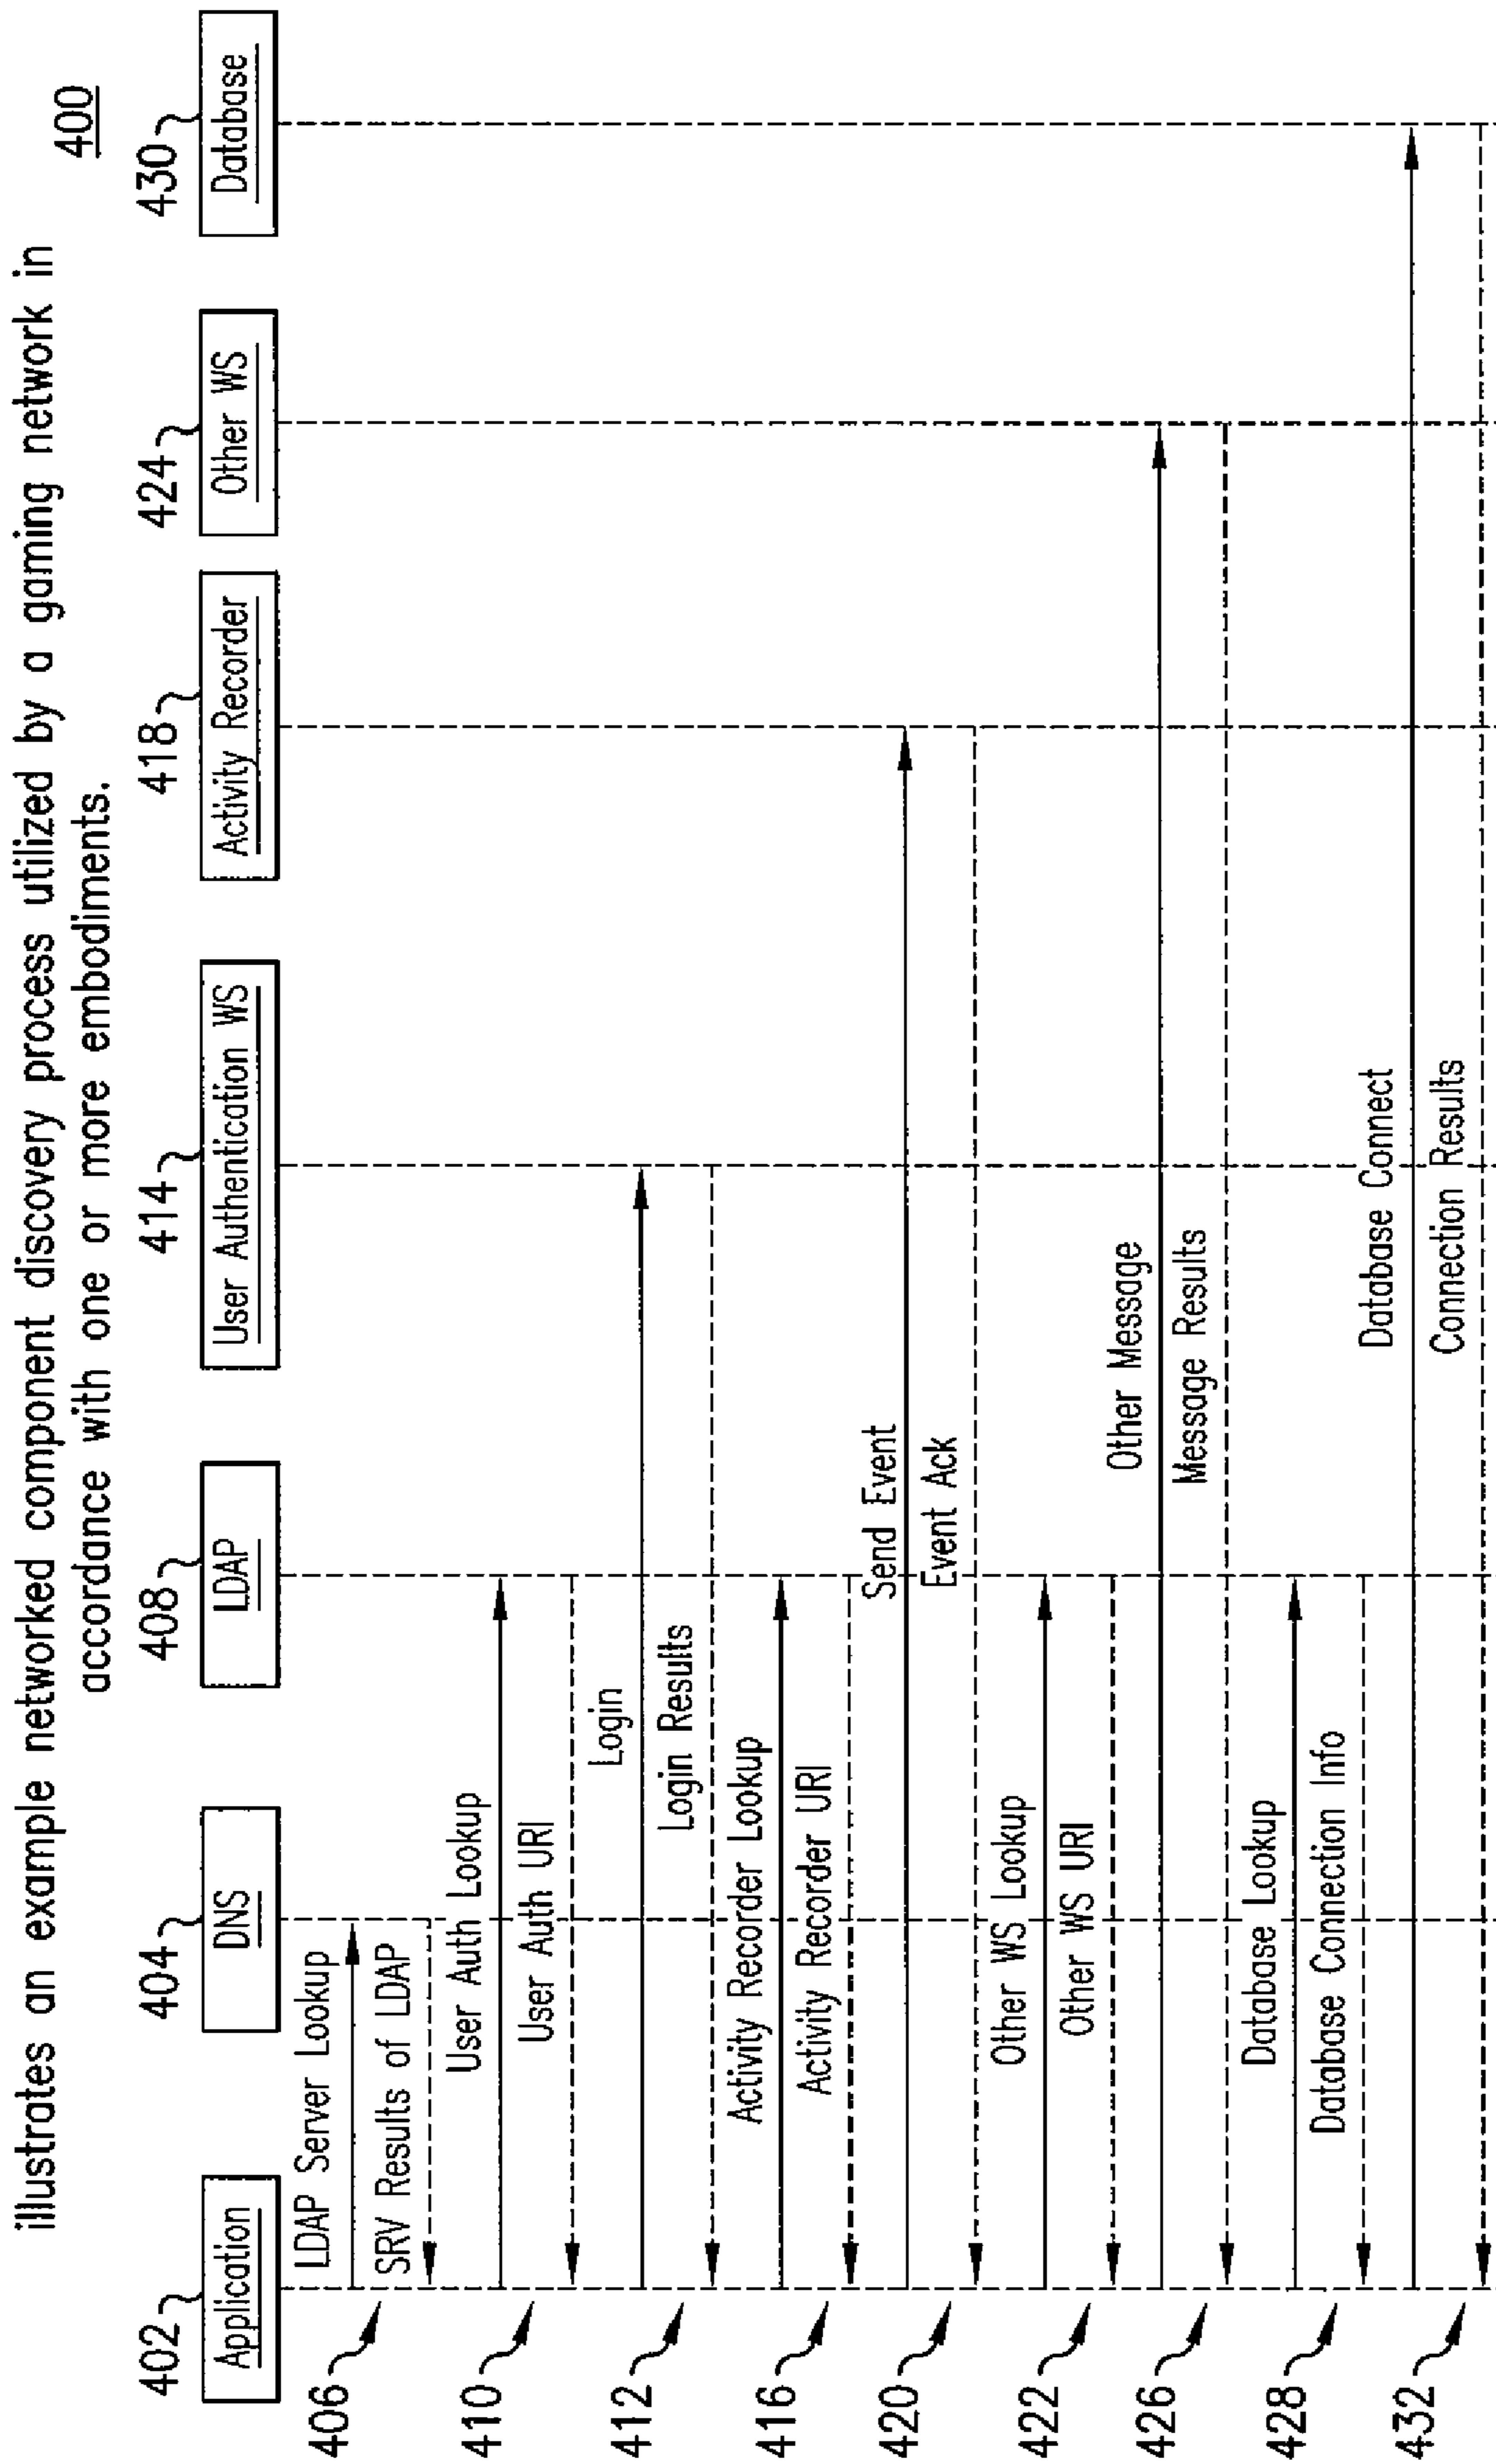 illustrates an example networked component discovery process utilized by a gaming network in
accordance with one or more embodiments.
400
402
404
408
414
418
424
430
Application
DNS
LDAP
User Authentication WS
Activity Recorder
Other WS
Database
406
LDAP Server Lookup
SRV Results of LDAP
410
User Auth Lookup
User Auth URI
412
Login
Login Results
416
Activity Recorder Lookup
Activity Recorder URI
420
Send Event
Event Ack
422
Other WS Lookup
Other WS URI
426
Other Message
Message Results
428
Database Lookup
Database Connection Info
432
Database Connect
Connection Results